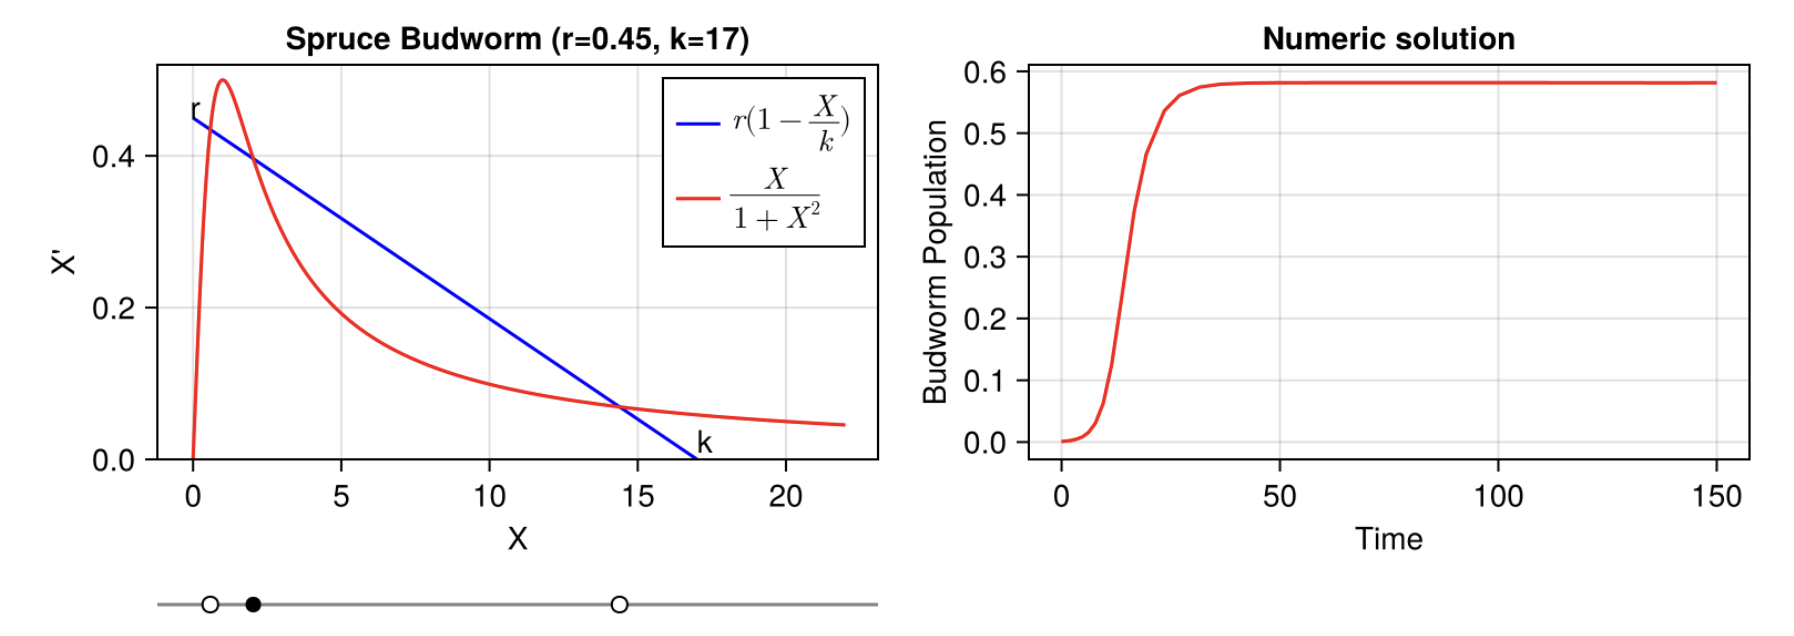 Spruce Budworm (r=0.45, k=17)
r
r(1 − X/k)
X/(1 + X²)
k
X'
0.4
0.2
0.0
0 5 10 15 20
X
Numeric solution
Budworm Population
0.6
0.5
0.4
0.3
0.2
0.1
0.0
0 50 100 150
Time